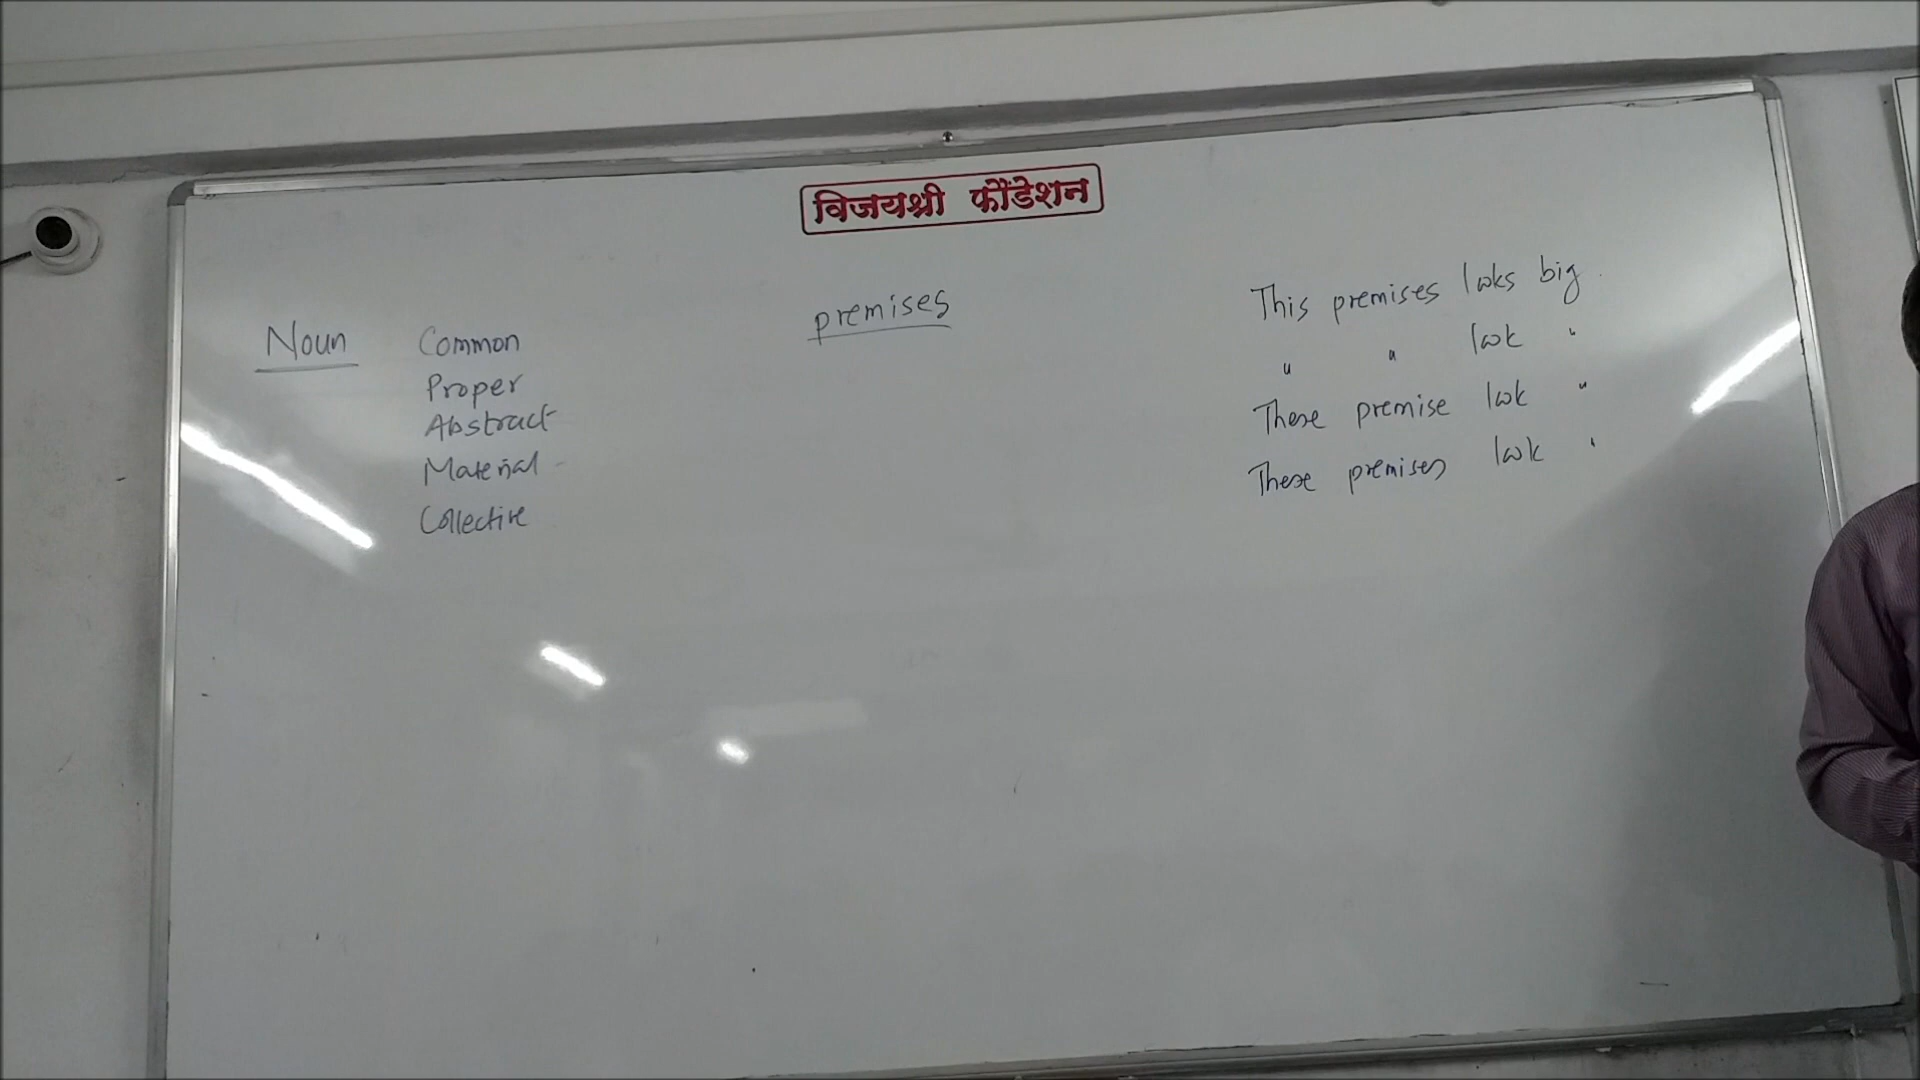 विजयश्री फौंडेशन
Noun
Common
Proper
Abstract
Material
Collective
premises
This premises looks big.
" " look "
These premise look "
These premises look "